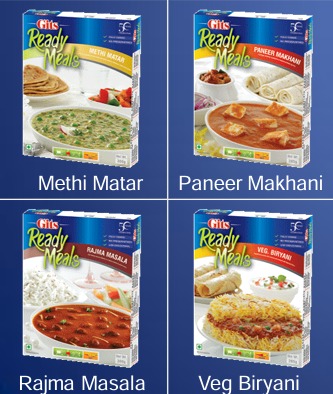 Gits
Ready
Meals
METHI MATAR
Methi Matar
Gits
Ready
Meals
PANEER MAKHANI
Paneer Makhani
Gits
Ready
Meals
RAJMA MASALA
Rajma Masala
Gits
Ready
Meals
VEG. BIRYANI
Veg Biryani